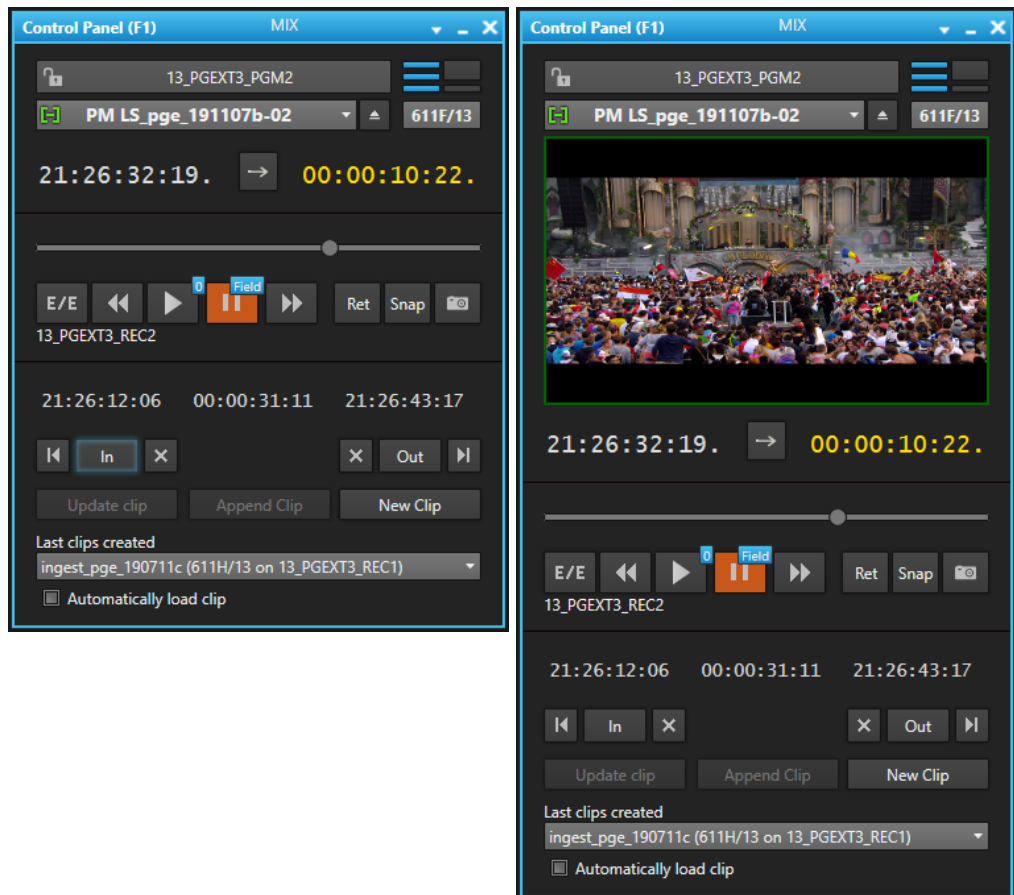 Control Panel (F1) MIX
13_PGEXT3_PGM2
[H] PM LS_pge_191107b-02 611F/13
21:26:32:19. 00:00:10:22.
0 Field
E/E Ret Snap
13_PGEXT3_REC2
21:26:12:06 00:00:31:11 21:26:43:17
In Out
Update clip Append Clip New Clip
Last clips created
ingest_pge_190711c (611H/13 on 13_PGEXT3_REC1)
Automatically load clip
Control Panel (F1) MIX
13_PGEXT3_PGM2
[H] PM LS_pge_191107b-02 611F/13
21:26:32:19. 00:00:10:22.
0 Field
E/E Ret Snap
13_PGEXT3_REC2
21:26:12:06 00:00:31:11 21:26:43:17
In Out
Update clip Append Clip New Clip
Last clips created
ingest_pge_190711c (611H/13 on 13_PGEXT3_REC1)
Automatically load clip